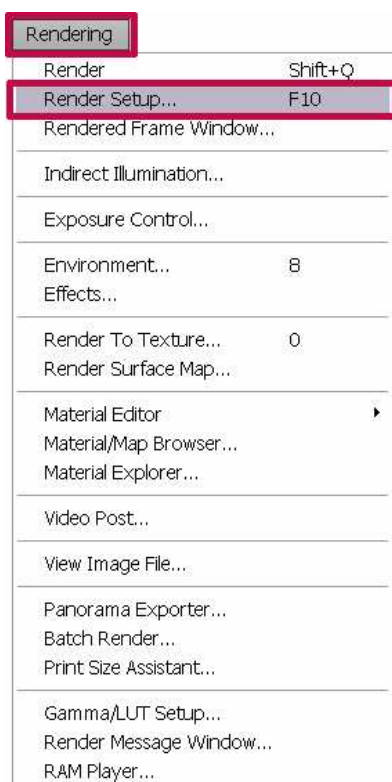 Rendering
Render Shift+Q
Render Setup... F10
Rendered Frame Window...
Indirect Illumination...
Exposure Control...
Environment... 8
Effects...
Render To Texture... 0
Render Surface Map...
Material Editor
Material/Map Browser...
Material Explorer...
Video Post...
View Image File...
Panorama Exporter...
Batch Render...
Print Size Assistant...
Gamma/LUT Setup...
Render Message Window...
RAM Player...